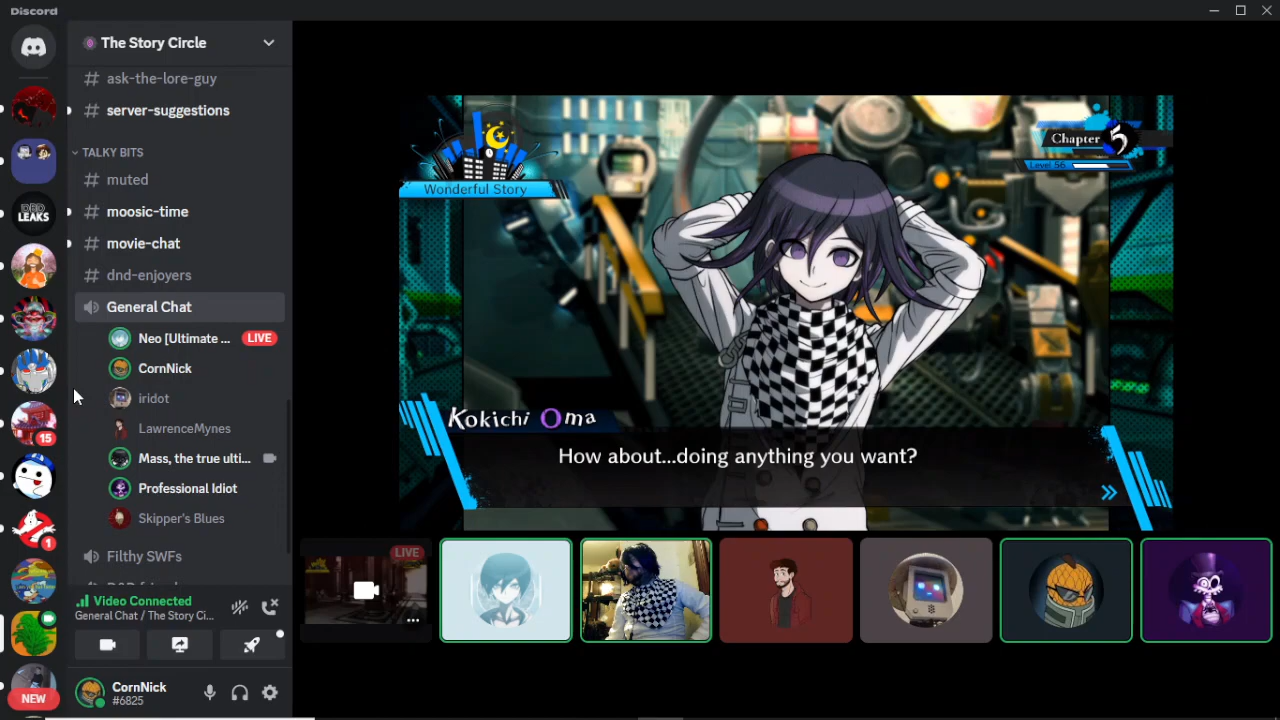 Discord
The Story Circle
ask-the-lore-guy
server-suggestions
TALKY BITS
muted
moosic-time
movie-chat
dnd-enjoyers
General Chat
Neo [Ultimate ...
LIVE
CornNick
iridot
LawrenceMynes
Mass, the true ulti...
Professional Idiot
Skipper's Blues
Filthy SWFs
Video Connected
General Chat / The Story Ci...
CornNick
#6825
LEAKS
15
1
NEW
Wonderful Story
Chapter 5
Level 56
Kokichi Oma
How about...doing anything you want?
LIVE